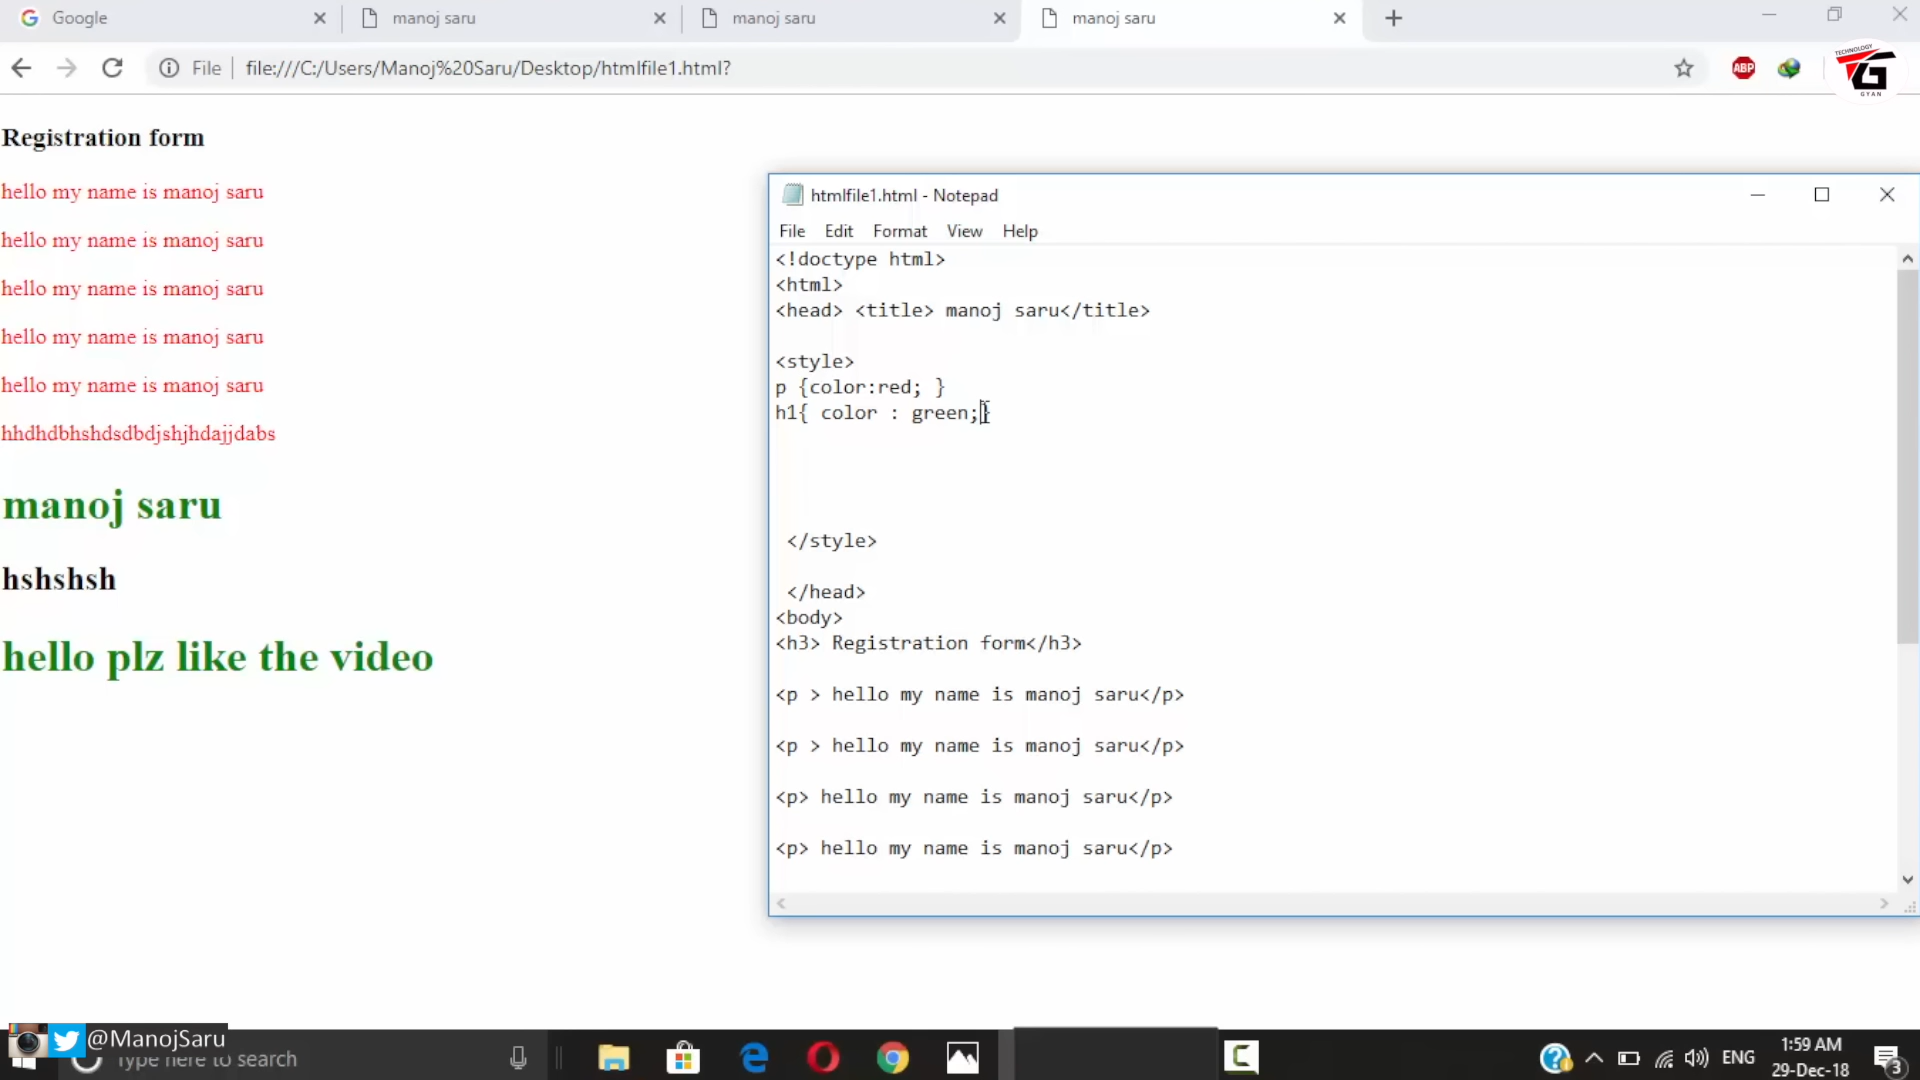 Google
manoj saru
manoj saru
manoj saru
File
file:///C:/Users/Manoj%20Saru/Desktop/htmlfile1.html?
ABP
TECHNOLOGY
GYAN
Registration form
hello my name is manoj saru
hello my name is manoj saru
hello my name is manoj saru
hello my name is manoj saru
hello my name is manoj saru
hhdhdbhshdsdbdjshjhdajjdabs
manoj saru
hshshsh
hello plz like the video
htmlfile1.html - Notepad
File Edit Format View Help
<!doctype html>
<html>
<head> <title> manoj saru</title>
<style>
p {color:red; }
h1{ color : green;}
</style>
</head>
<body>
<h3> Registration form</h3>
<p > hello my name is manoj saru</p>
<p > hello my name is manoj saru</p>
<p> hello my name is manoj saru</p>
<p> hello my name is manoj saru</p>
@ManojSaru
Type here to search
ENG
1:59 AM
29-Dec-18
3